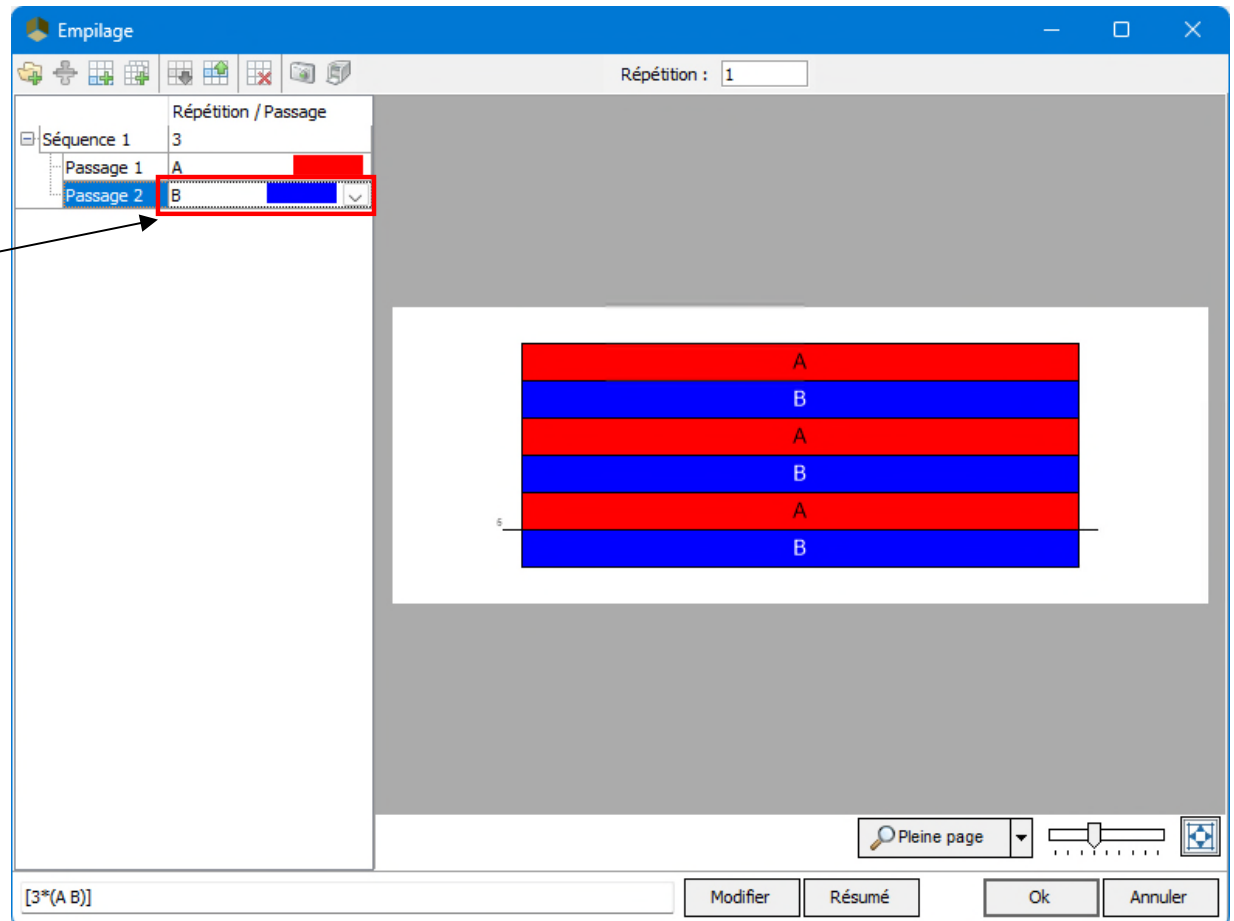 Empilage
Répétition : 1
Répétition / Passage
Séquence 1 3
Passage 1 A
Passage 2 B
A
B
A
B
A
6
B
Pleine page
[3*(A B)] Modifier Résumé Ok Annuler